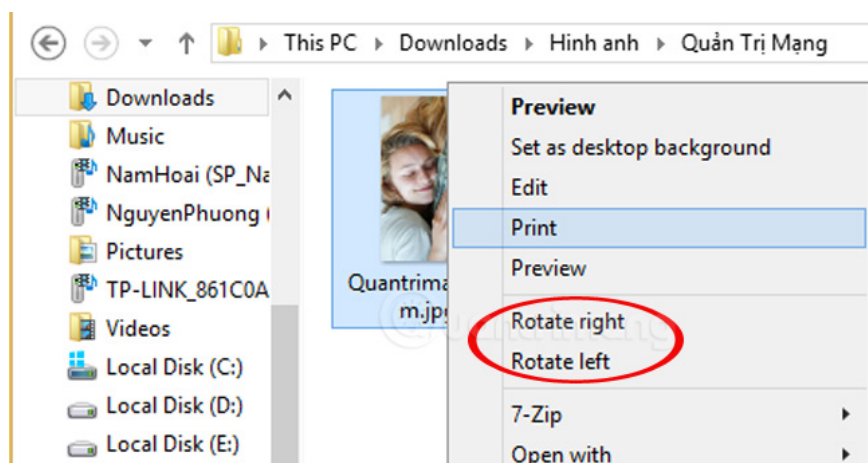 This PC Downloads Hinh anh Quản Trị Mạng
Downloads
Music
NamHoai (SP_Na
NguyenPhuong (
Pictures
TP-LINK_861C0A
Videos
Local Disk (C:)
Local Disk (D:)
Local Disk (E:)
Quantrima
m.jp
Preview
Set as desktop background
Edit
Print
Preview
Rotate right
Rotate left
7-Zip
Open with